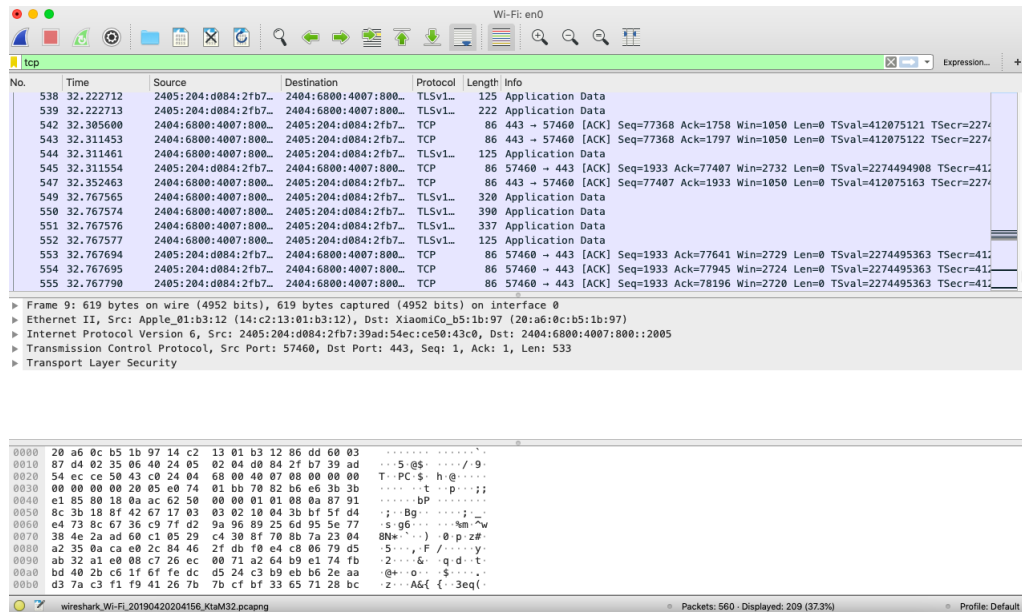 Wi-Fi: en0
tcp
Expression...
+
No. Time Source Destination Protocol Length Info
538 32.222712 2405:204:d084:2fb7… 2404:6800:4007:800… TLSv1… 125 Application Data
539 32.222713 2405:204:d084:2fb7… 2404:6800:4007:800… TLSv1… 222 Application Data
542 32.305600 2404:6800:4007:800… 2405:204:d084:2fb7… TCP 86 443 → 57460 [ACK] Seq=77368 Ack=1758 Win=1050 Len=0 TSval=412075121 TSecr=2274
543 32.311453 2404:6800:4007:800… 2405:204:d084:2fb7… TCP 86 443 → 57460 [ACK] Seq=77368 Ack=1797 Win=1050 Len=0 TSval=412075122 TSecr=2274
544 32.311461 2404:6800:4007:800… 2405:204:d084:2fb7… TLSv1… 125 Application Data
545 32.311554 2405:204:d084:2fb7… 2404:6800:4007:800… TCP 86 57460 → 443 [ACK] Seq=1933 Ack=77407 Win=2732 Len=0 TSval=2274494908 TSecr=412
547 32.352463 2404:6800:4007:800… 2405:204:d084:2fb7… TCP 86 443 → 57460 [ACK] Seq=77407 Ack=1933 Win=1050 Len=0 TSval=412075163 TSecr=2274
549 32.767565 2404:6800:4007:800… 2405:204:d084:2fb7… TLSv1… 320 Application Data
550 32.767574 2404:6800:4007:800… 2405:204:d084:2fb7… TLSv1… 390 Application Data
551 32.767576 2404:6800:4007:800… 2405:204:d084:2fb7… TLSv1… 337 Application Data
552 32.767577 2404:6800:4007:800… 2405:204:d084:2fb7… TLSv1… 125 Application Data
553 32.767694 2405:204:d084:2fb7… 2404:6800:4007:800… TCP 86 57460 → 443 [ACK] Seq=1933 Ack=77641 Win=2729 Len=0 TSval=2274495363 TSecr=412
554 32.767695 2405:204:d084:2fb7… 2404:6800:4007:800… TCP 86 57460 → 443 [ACK] Seq=1933 Ack=77945 Win=2724 Len=0 TSval=2274495363 TSecr=412
555 32.767790 2405:204:d084:2fb7… 2404:6800:4007:800… TCP 86 57460 → 443 [ACK] Seq=1933 Ack=78196 Win=2720 Len=0 TSval=2274495363 TSecr=412
Frame 9: 619 bytes on wire (4952 bits), 619 bytes captured (4952 bits) on interface 0
Ethernet II, Src: Apple_01:b3:12 (14:c2:13:01:b3:12), Dst: XiaomiCo_b5:1b:97 (20:a6:0c:b5:1b:97)
Internet Protocol Version 6, Src: 2405:204:d084:2fb7:39ad:54ec:ce50:43c0, Dst: 2404:6800:4007:800::2005
Transmission Control Protocol, Src Port: 57460, Dst Port: 443, Seq: 1, Ack: 1, Len: 533
Transport Layer Security
0000 20 a6 0c b5 1b 97 14 c2 13 01 b3 12 86 dd 60 03 ·············`·
0010 87 d4 02 35 06 40 24 05 02 04 d0 84 2f b7 39 ad ···5·@$· ····/·9·
0020 54 ec ce 50 43 c0 24 04 68 00 40 07 08 00 00 00 T··PC·$· h·@·····
0030 00 00 00 00 20 05 e0 74 01 bb 70 82 b6 e6 3b 3b ···· ··t ··p···;;
0040 e1 85 80 18 0a ac 62 50 00 00 01 01 08 0a 87 91 ······bP ········
0050 8c 3b 18 8f 42 67 17 03 03 02 10 04 3b bf 5f d4 ·;··Bg·· ····;·_·
0060 e4 73 8c 67 36 c9 7f d2 9a 96 89 25 6d 95 5e 77 ·s·g6··· ···%m·^w
0070 38 4e 2a ad 60 c1 05 29 c4 30 8f 70 8b 7a 23 04 8N*·`··) ·0·p·z#·
0080 a2 35 0a ca e0 2c 84 46 2f db f0 e4 c8 06 79 d5 ·5···,·F /·····y·
0090 ab 32 a1 e0 08 c7 26 ec 00 71 a2 64 b9 e1 74 fb ·2····&· ·q·d··t·
00a0 bd 40 2b c6 1f 6f fe dc d5 24 c3 b9 eb b6 2e aa ·@+··o·· ·$····.·
00b0 d3 7a c3 f1 f9 41 26 7b 7b cf bf 33 65 71 28 bc ·z···A&{ {··3eq(·
wireshark_Wi-Fi_20190420204156_KtaM32.pcapng
Packets: 560 · Displayed: 209 (37.3%)
Profile: Default